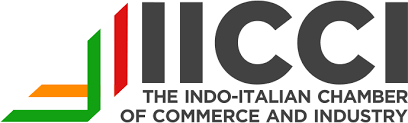 IICCI
THE INDO-ITALIAN CHAMBER
OF COMMERCE AND INDUSTRY